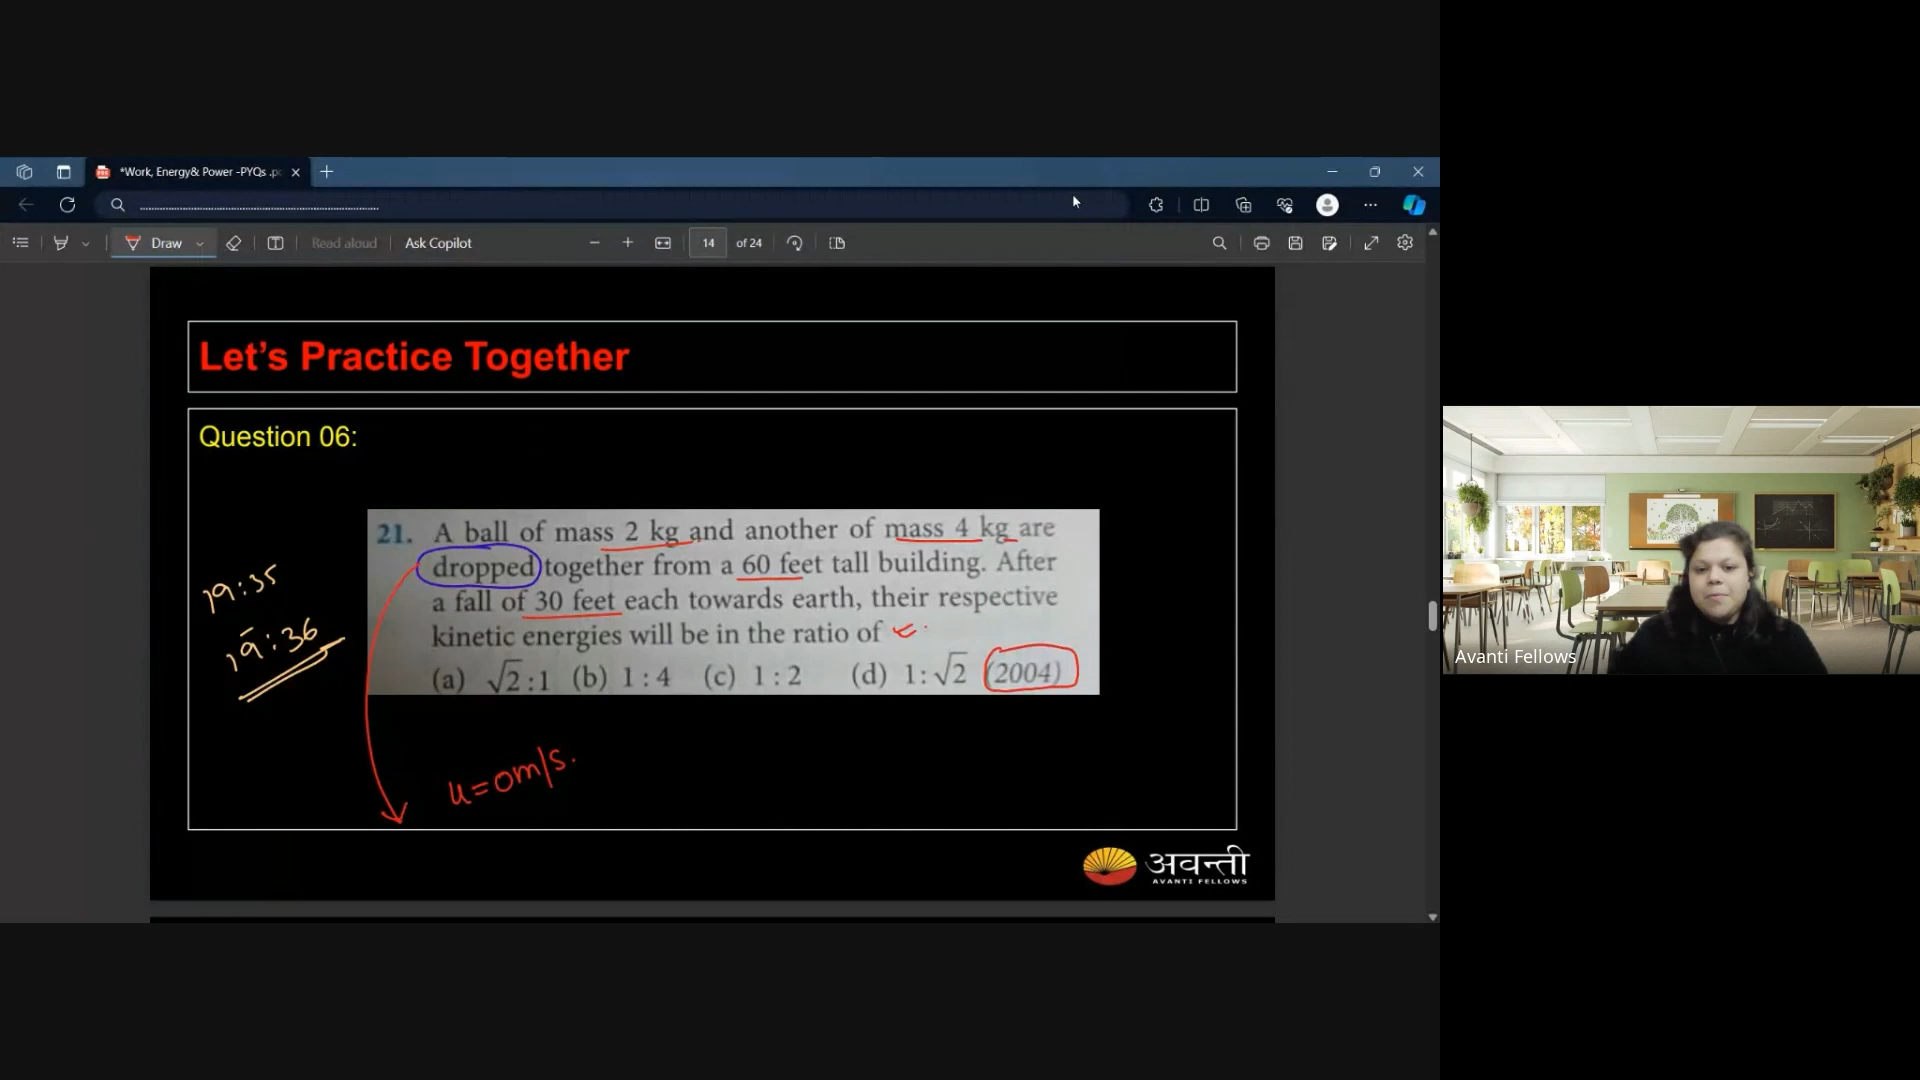 *Work, Energy& Power -PYQs .p
Draw
Read aloud
Ask Copilot
14
of 24
Let's Practice Together
Question 06:
21. A ball of mass 2 kg and another of mass 4 kg are
dropped together from a 60 feet tall building. After
a fall of 30 feet each towards earth, their respective
kinetic energies will be in the ratio of
(a) √2 : 1 (b) 1 : 4 (c) 1 : 2 (d) 1 : √2 (2004)
19:35
19:36
u=0m/s.
अवन्ती
AVANTI FELLOWS
Avanti Fellows